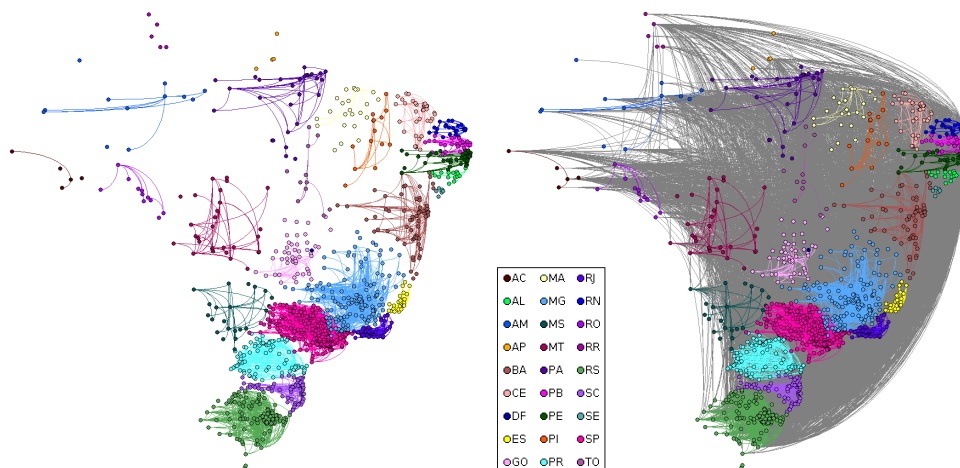 AC MA RJ
AL MG RN
AM MS RO
AP MT RR
BA PA RS
CE PB SC
DF PE SE
ES PI SP
GO PR TO